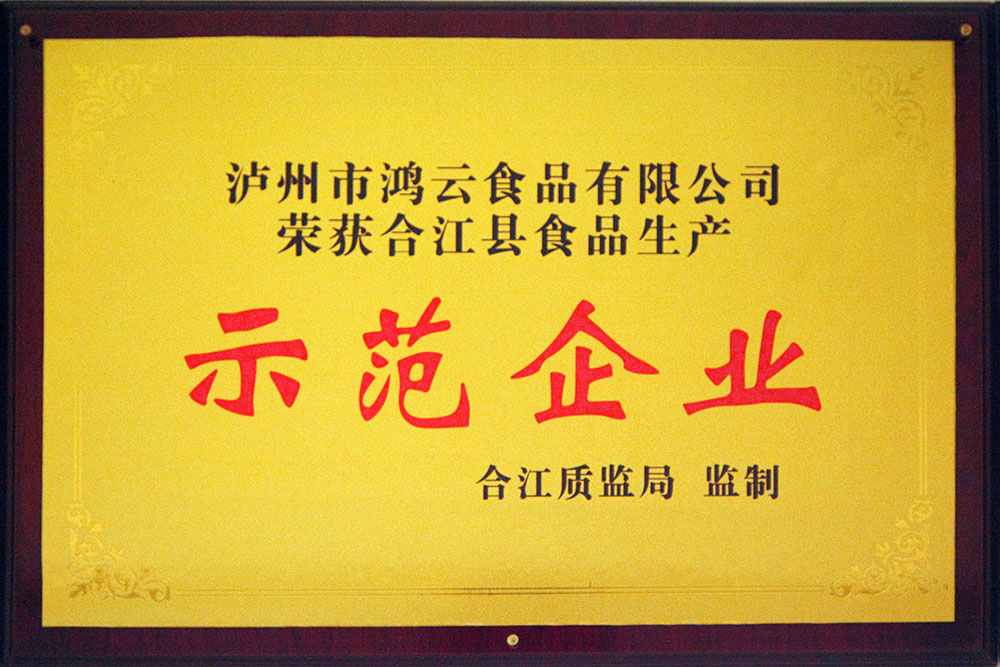 泸州市鸿云食品有限公司
荣获合江县食品生产
示范企业
合江质监局 监制